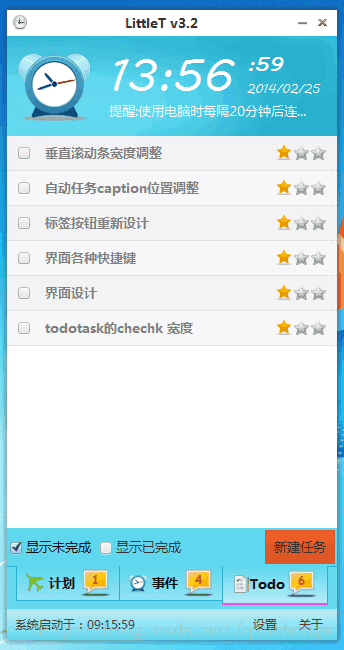 LittleT v3.2
13:56 :59
2014/02/25
提醒:使用电脑时每隔20分钟后连...
垂直滚动条宽度调整
自动任务caption位置调整
标签按钮重新设计
界面各种快捷键
界面设计
todotask的chechk 宽度
显示未完成 显示已完成 新建任务
计划 1 事件 4 Todo 6
系统启动于：09:15:59 设置 关于